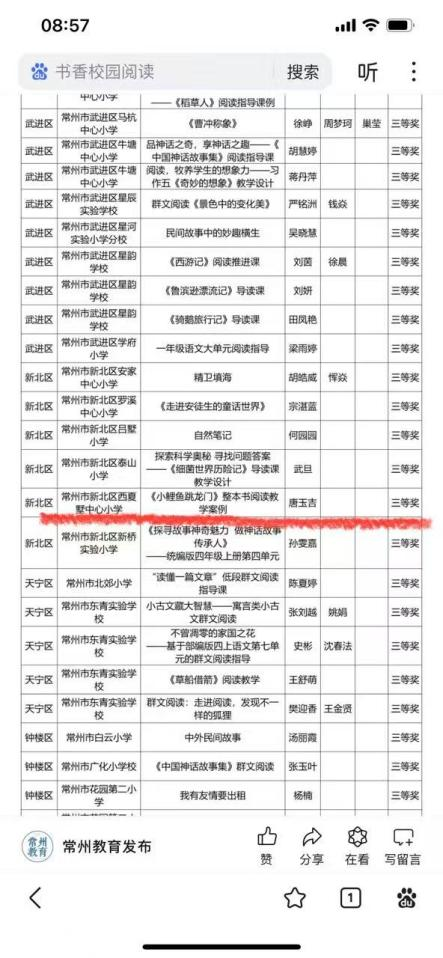 08:57
书香校园阅读 搜索 听
中心小学 ——《稻草人》阅读指导课例
武进区 常州市武进区马杭中心小学 《曹冲称象》 徐峥 周梦珂 巢莹 三等奖
武进区 常州市武进区牛塘中心小学 品神话之奇，享神话之趣——《中国神话故事集》阅读指导课 胡慧婷 三等奖
武进区 常州市武进区牛塘中心小学 阅读，牧养学生的想象力——习作五《奇妙的想象》教学设计 蒋丹萍 三等奖
武进区 常州市武进区星辰实验学校 群文阅读《景色中的变化美》 严铭洲 钱焱 三等奖
武进区 常州市武进区星河实验小学分校 民间故事中的妙趣横生 吴晓慧 三等奖
武进区 常州市武进区星韵学校 《西游记》阅读推进课 刘茵 徐晨 三等奖
武进区 常州市武进区星韵学校 《鲁滨逊漂流记》导读课 刘妍 三等奖
武进区 常州市武进区星韵学校 《骑鹅旅行记》导读课 田凤艳 三等奖
武进区 常州市武进区学府小学 一年级语文大单元阅读指导 梁雨婷 三等奖
新北区 常州市新北区安家中心小学 精卫填海 胡皓威 恽焱 三等奖
新北区 常州市新北区罗溪中心小学 《走进安徒生的童话世界》 宗湛蓝 三等奖
新北区 常州市新北区吕墅小学 自然笔记 何园园 三等奖
新北区 常州市新北区泰山小学 探索科学奥秘 寻找问题答案——《细菌世界历险记》导读课教学设计 武旦 三等奖
新北区 常州市新北区西夏墅中心小学 《小鲤鱼跳龙门》整本书阅读教学案例 唐玉吉 三等奖
新北区 常州市新北区新桥实验小学 《探寻故事神奇魅力 做神话故事传承人》——统编版四年级上册第四单元 孙雯嘉 三等奖
天宁区 常州市北郊小学 “读懂一篇文章”低段群文阅读指导课 陈夏婷 三等奖
天宁区 常州市东青实验学校 小古文藏大智慧——寓言类小古文群文阅读 张刘越 姚娟 三等奖
天宁区 常州市东青实验学校 不曾凋零的家国之花——基于部编版四上语文第七单元的群文阅读指导 史彬 沈春法 三等奖
天宁区 常州市东青实验学校 《草船借箭》阅读教学 王舒萌 三等奖
天宁区 常州市东青实验学校 群文阅读：走进阅读，发现不一样的狐狸 樊迎香 王金贤 三等奖
钟楼区 常州市白云小学 中外民间故事 汤丽霞 三等奖
钟楼区 常州市广化小学校 《中国神话故事集》群文阅读 张玉叶 三等奖
钟楼区 常州市花园第二小学 我有友情要出租 杨楠 三等奖
常州教育 常州教育发布 赞 分享 在看 写留言
1 du